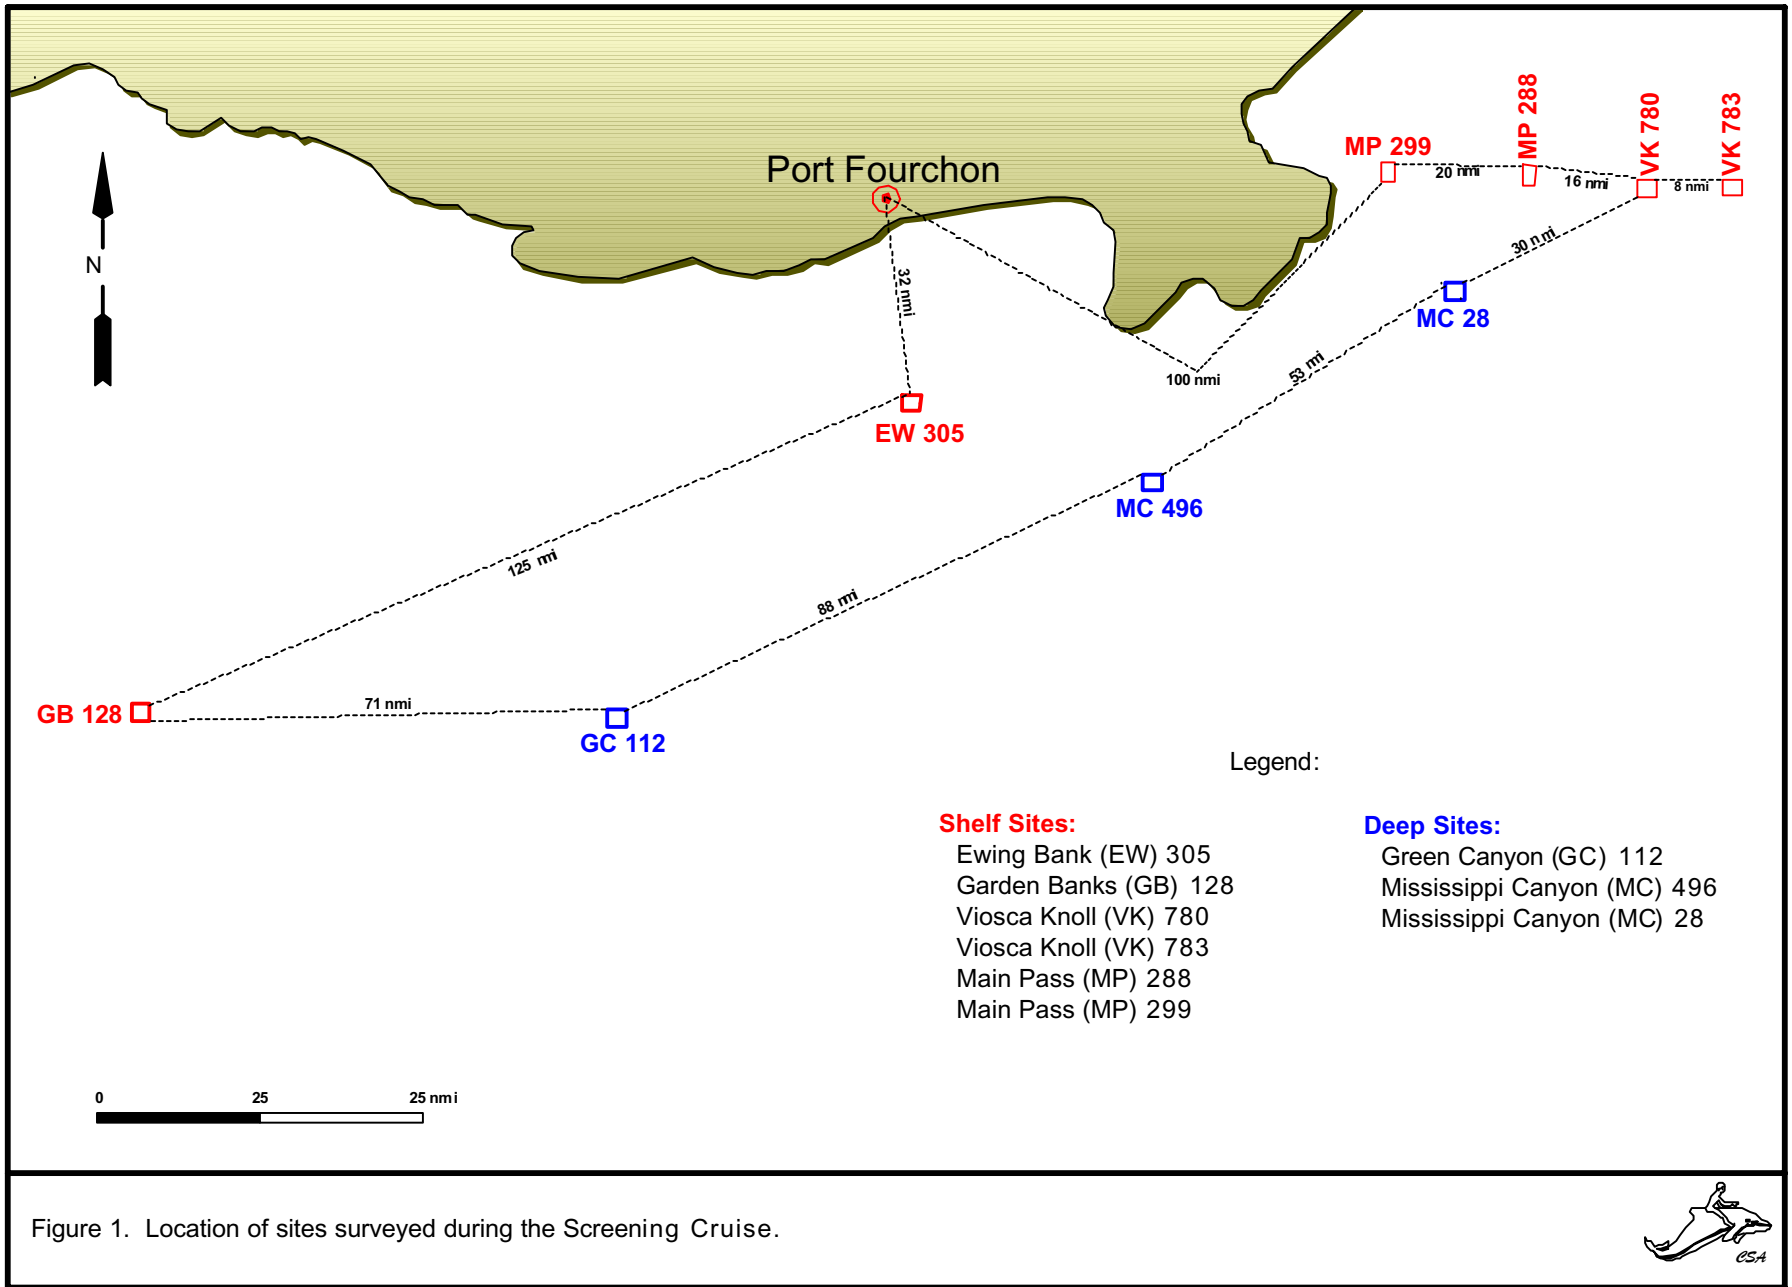 MP 288
VK 780
VK 783
MP 299
Port Fourchon
20 nmi
16 nmi
8 nmi
N
32 nmi
30 nmi
MC 28
100 nmi
53 nmi
EW 305
MC 496
125 nmi
88 nmi
71 nmi
GB 128
GC 112
Legend:
Shelf Sites:
Ewing Bank (EW) 305
Garden Banks (GB) 128
Viosca Knoll (VK) 780
Viosca Knoll (VK) 783
Main Pass (MP) 288
Main Pass (MP) 299
Deep Sites:
Green Canyon (GC) 112
Mississippi Canyon (MC) 496
Mississippi Canyon (MC) 28
0 25 25 nmi
Figure 1. Location of sites surveyed during the Screening Cruise.
CSA